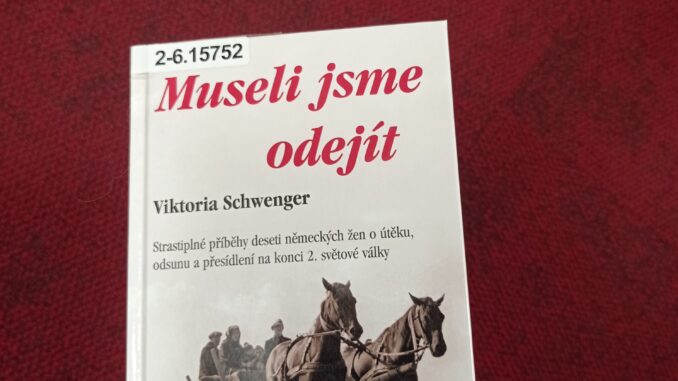 2-6.15752
Museli jsme
odejít
Viktoria Schwenger
Strastiplné příběhy deseti německých žen o útěku,
odsunu a přesídlení na konci 2. světové války